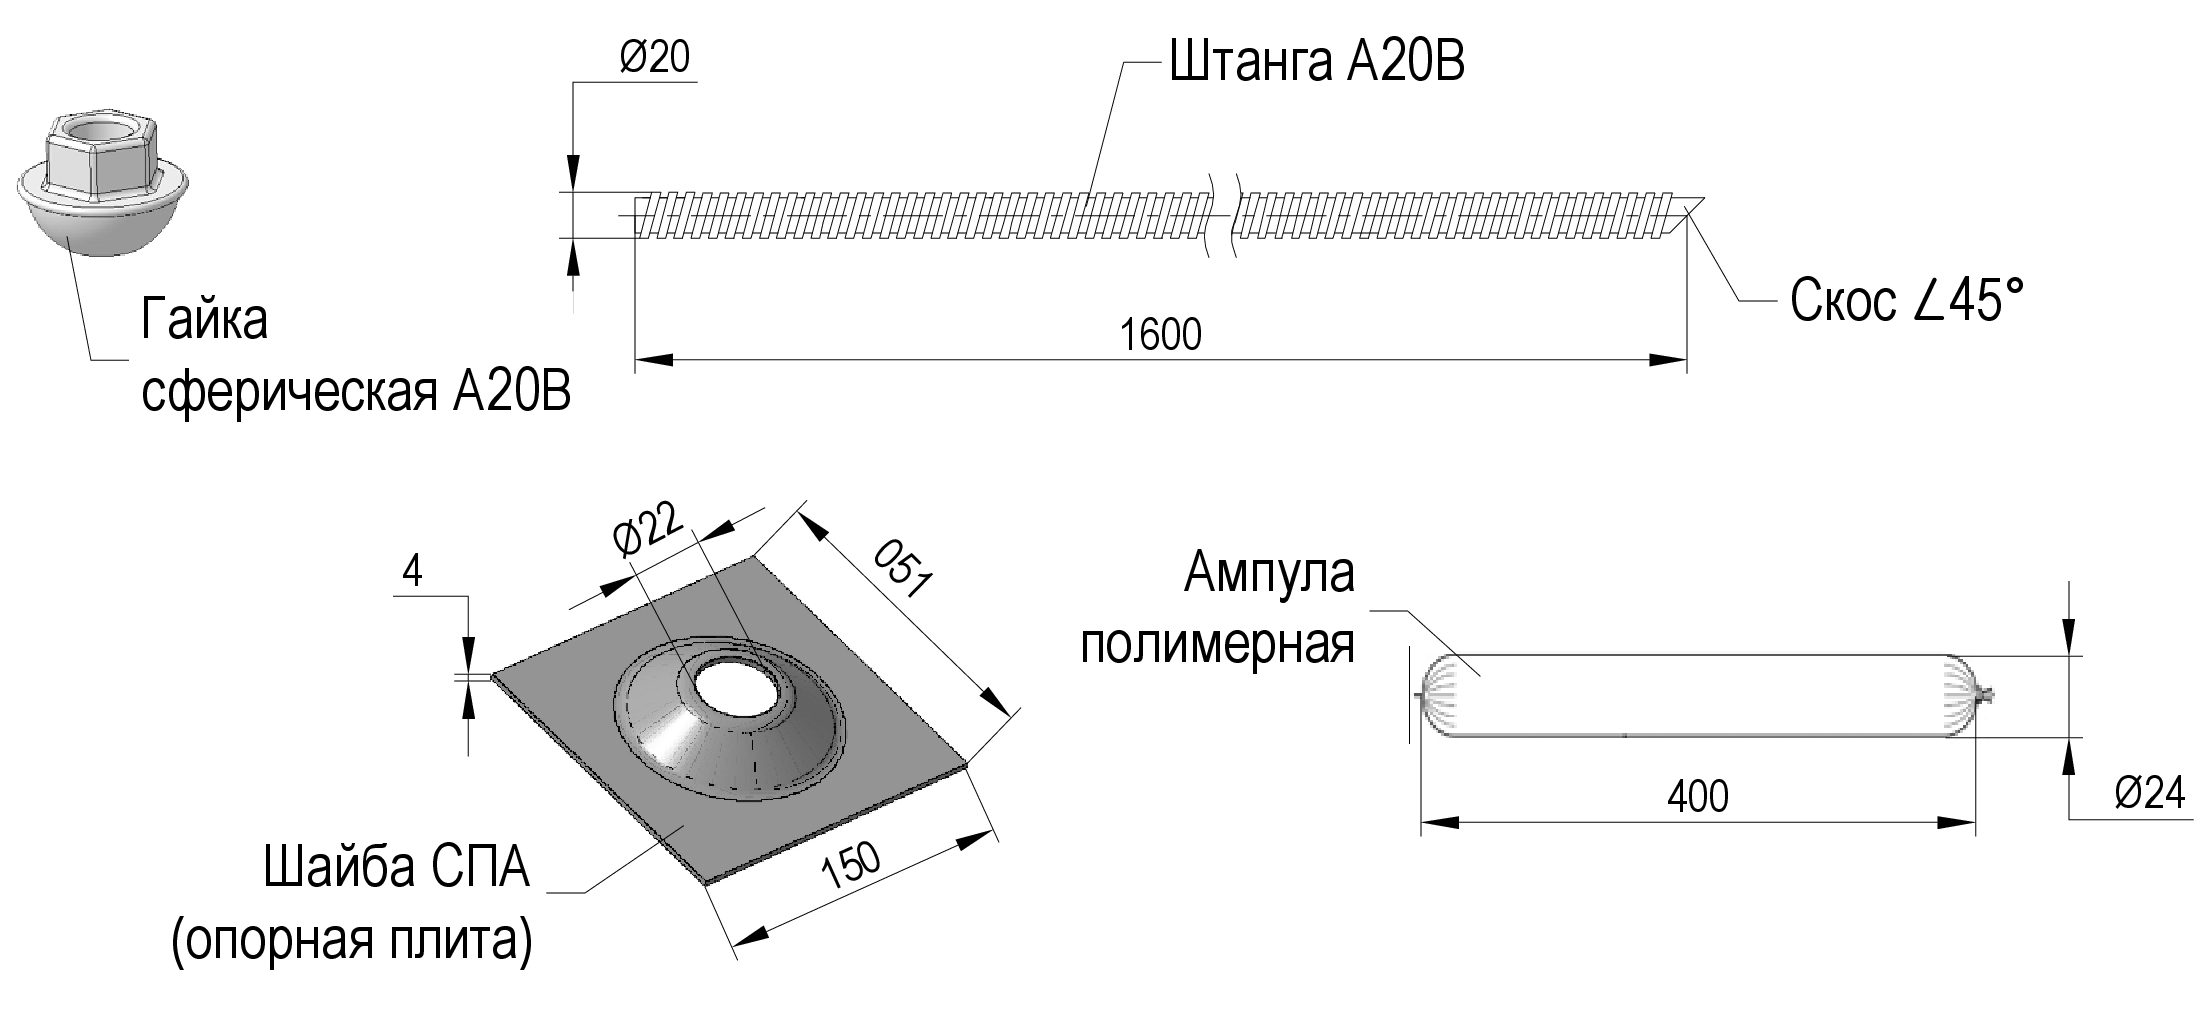 Ø20
Штанга А20В
Гайка
сферическая А20В
1600
Скос ∠45°
Ø22
051
4
Ампула
полимерная
400
Ø24
150
Шайба СПА
(опорная плита)